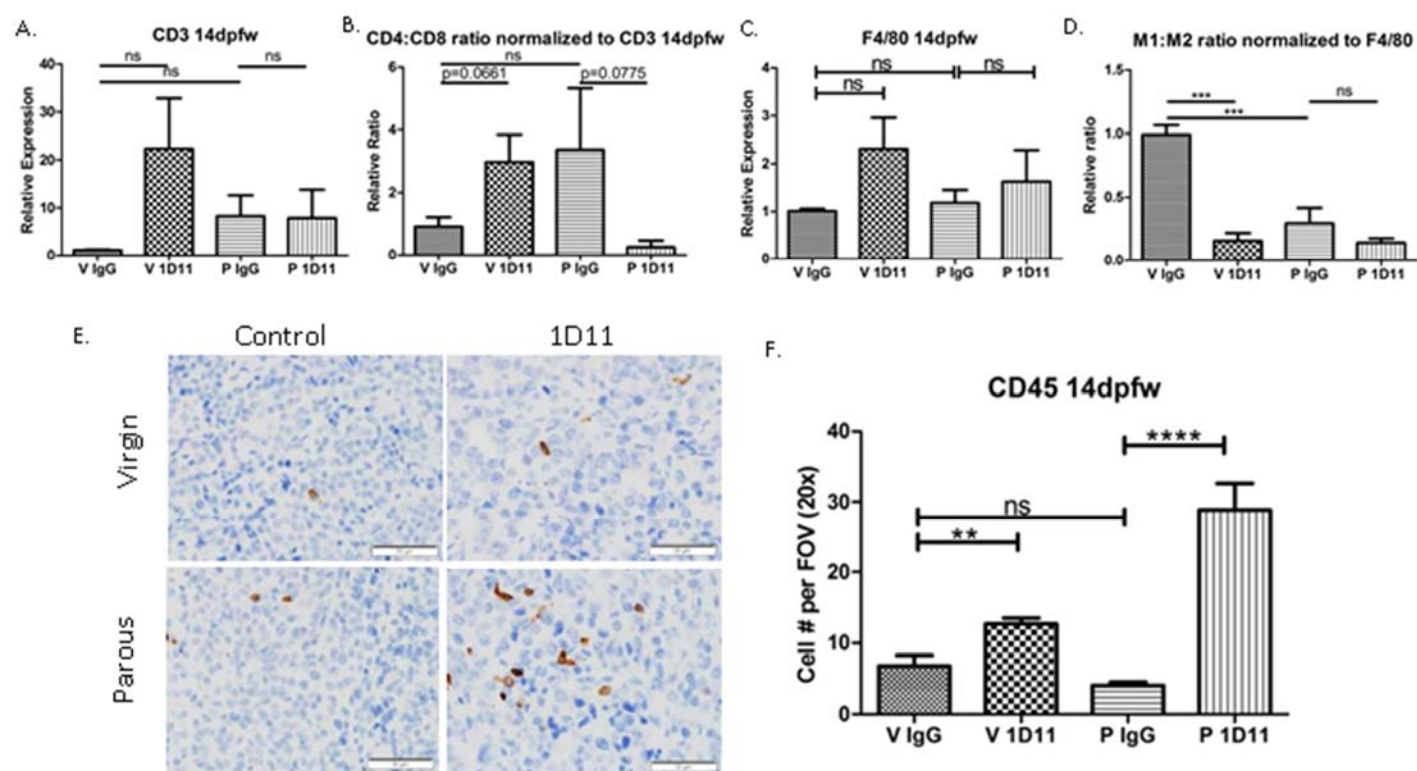 A.
CD3 14dpfw
ns
ns
ns
Relative Expression
40
30
20
10
0
V IgG
V 1D11
P IgG
P 1D11
B.
CD4:CD8 ratio normalized to CD3 14dpfw
ns
p=0.0661
p=0.0775
Relative Ratio
6
4
2
0
V IgG
V 1D11
P IgG
P 1D11
C.
F4/80 14dpfw
ns
ns
ns
Relative Expression
4
3
2
1
0
V IgG
V 1D11
P IgG
P 1D11
D.
M1:M2 ratio normalized to F4/80
***
***
ns
Relative ratio
1.5
1.0
0.5
0.0
V IgG
V 1D11
P IgG
P 1D11
E.
Control
1D11
Virgin
Parous
F.
CD45 14dpfw
****
ns
**
Cell # per FOV (20x)
40
30
20
10
0
V IgG
V 1D11
P IgG
P 1D11